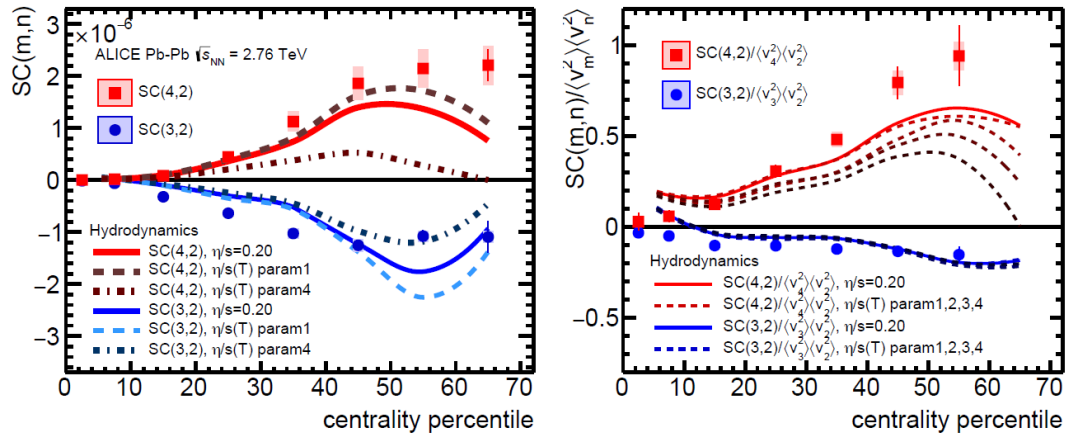 SC(m,n)
×10⁻⁶
ALICE Pb-Pb √s_NN = 2.76 TeV
SC(4,2)
SC(3,2)
3
2
1
0
−1
−2
−3
Hydrodynamics
SC(4,2), η/s=0.20
SC(4,2), η/s(T) param1
SC(4,2), η/s(T) param4
SC(3,2), η/s=0.20
SC(3,2), η/s(T) param1
SC(3,2), η/s(T) param4
0 10 20 30 40 50 60 70
centrality percentile
SC(m,n)/⟨v²_m⟩⟨v²_n⟩
SC(4,2)/⟨v²_4⟩⟨v²_2⟩
SC(3,2)/⟨v²_3⟩⟨v²_2⟩
1
0.5
0
−0.5
Hydrodynamics
SC(4,2)/⟨v²_4⟩⟨v²_2⟩, η/s=0.20
SC(4,2)/⟨v²_4⟩⟨v²_2⟩, η/s(T) param1,2,3,4
SC(3,2)/⟨v²_3⟩⟨v²_2⟩, η/s=0.20
SC(3,2)/⟨v²_3⟩⟨v²_2⟩, η/s(T) param1,2,3,4
0 10 20 30 40 50 60 70
centrality percentile